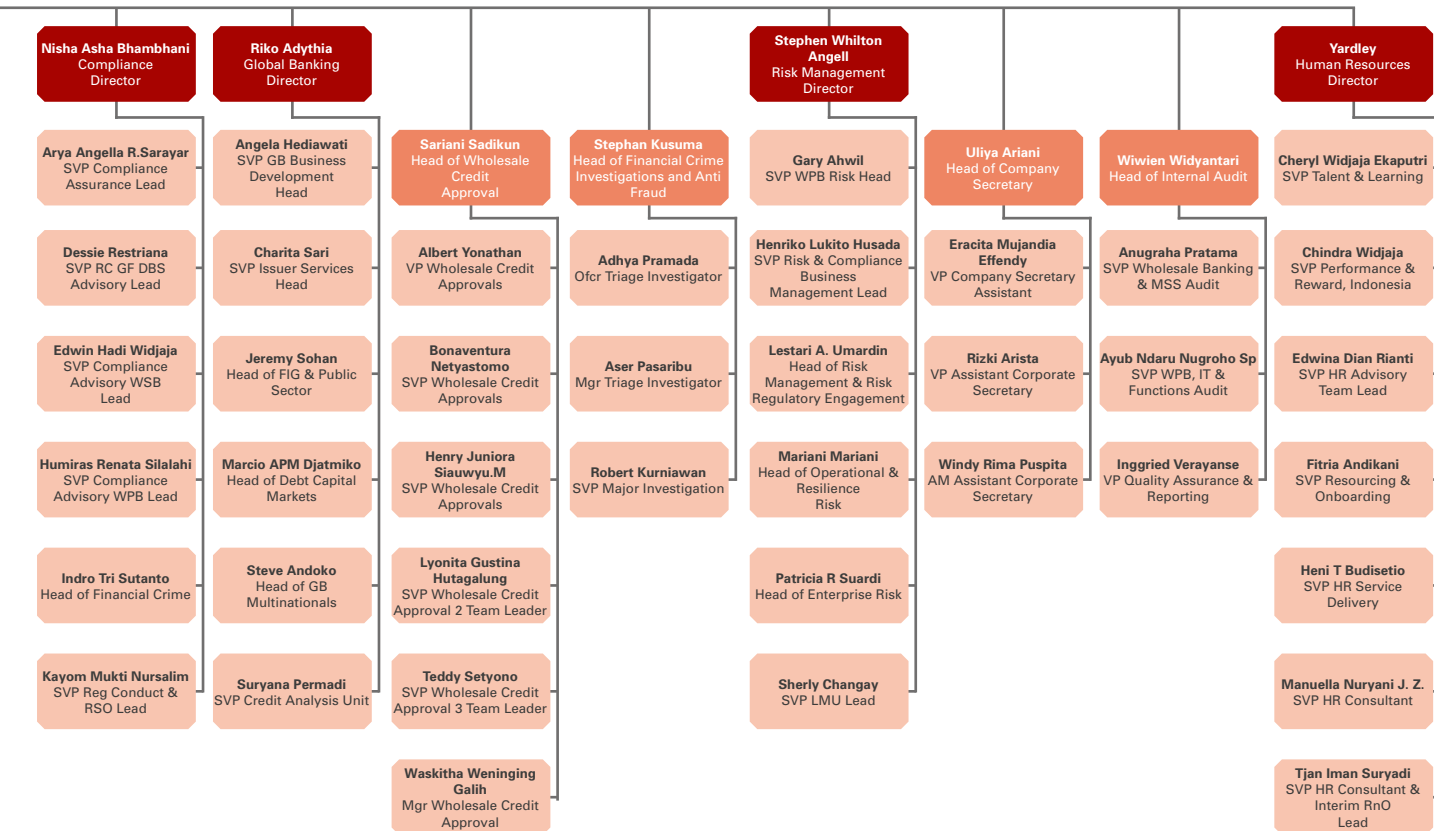 Nisha Asha Bhambhani
Compliance
Director
Arya Angella R.Sarayar
SVP Compliance
Assurance Lead
Dessie Restriana
SVP RC GF DBS
Advisory Lead
Edwin Hadi Widjaja
SVP Compliance
Advisory WSB
Lead
Humiras Renata Silalahi
SVP Compliance
Advisory WPB Lead
Indro Tri Sutanto
Head of Financial Crime
Kayom Mukti Nursalim
SVP Reg Conduct &
RSO Lead
Riko Adythia
Global Banking
Director
Angela Hediawati
SVP GB Business
Development
Head
Charita Sari
SVP Issuer Services
Head
Jeremy Sohan
Head of FIG & Public
Sector
Marcio APM Djatmiko
Head of Debt Capital
Markets
Steve Andoko
Head of GB
Multinationals
Suryana Permadi
SVP Credit Analysis Unit
Sariani Sadikun
Head of Wholesale
Credit
Approval
Albert Yonathan
VP Wholesale Credit
Approvals
Bonaventura
Netyastomo
SVP Wholesale Credit
Approvals
Henry Juniora
Siauwyu.M
SVP Wholesale Credit
Approvals
Lyonita Gustina
Hutagalung
SVP Wholesale Credit
Approval 2 Team Leader
Teddy Setyono
SVP Wholesale Credit
Approval 3 Team Leader
Waskitha Weninging
Galih
Mgr Wholesale Credit
Approval
Stephan Kusuma
Head of Financial Crime
Investigations and Anti
Fraud
Adhya Pramada
Ofcr Triage Investigator
Aser Pasaribu
Mgr Triage Investigator
Robert Kurniawan
SVP Major Investigation
Stephen Whilton
Angell
Risk Management
Director
Gary Ahwil
SVP WPB Risk Head
Henriko Lukito Husada
SVP Risk & Compliance
Business
Management Lead
Lestari A. Umardin
Head of Risk
Management & Risk
Regulatory Engagement
Mariani Mariani
Head of Operational &
Resilience
Risk
Patricia R Suardi
Head of Enterprise Risk
Sherly Changay
SVP LMU Lead
Uliya Ariani
Head of Company
Secretary
Eracita Mujandia
Effendy
VP Company Secretary
Assistant
Rizki Arista
VP Assistant Corporate
Secretary
Windy Rima Puspita
AM Assistant Corporate
Secretary
Wiwien Widyantari
Head of Internal Audit
Anugraha Pratama
SVP Wholesale Banking
& MSS Audit
Ayub Ndaru Nugroho Sp
SVP WPB, IT &
Functions Audit
Inggried Verayanse
VP Quality Assurance &
Reporting
Yardley
Human Resources
Director
Cheryl Widjaja Ekaputri
SVP Talent & Learning
Chindra Widjaja
SVP Performance &
Reward, Indonesia
Edwina Dian Rianti
SVP HR Advisory
Team Lead
Fitria Andikani
SVP Resourcing &
Onboarding
Heni T Budisetio
SVP HR Service
Delivery
Manuella Nuryani J. Z.
SVP HR Consultant
Tjan Iman Suryadi
SVP HR Consultant &
Interim RnO
Lead